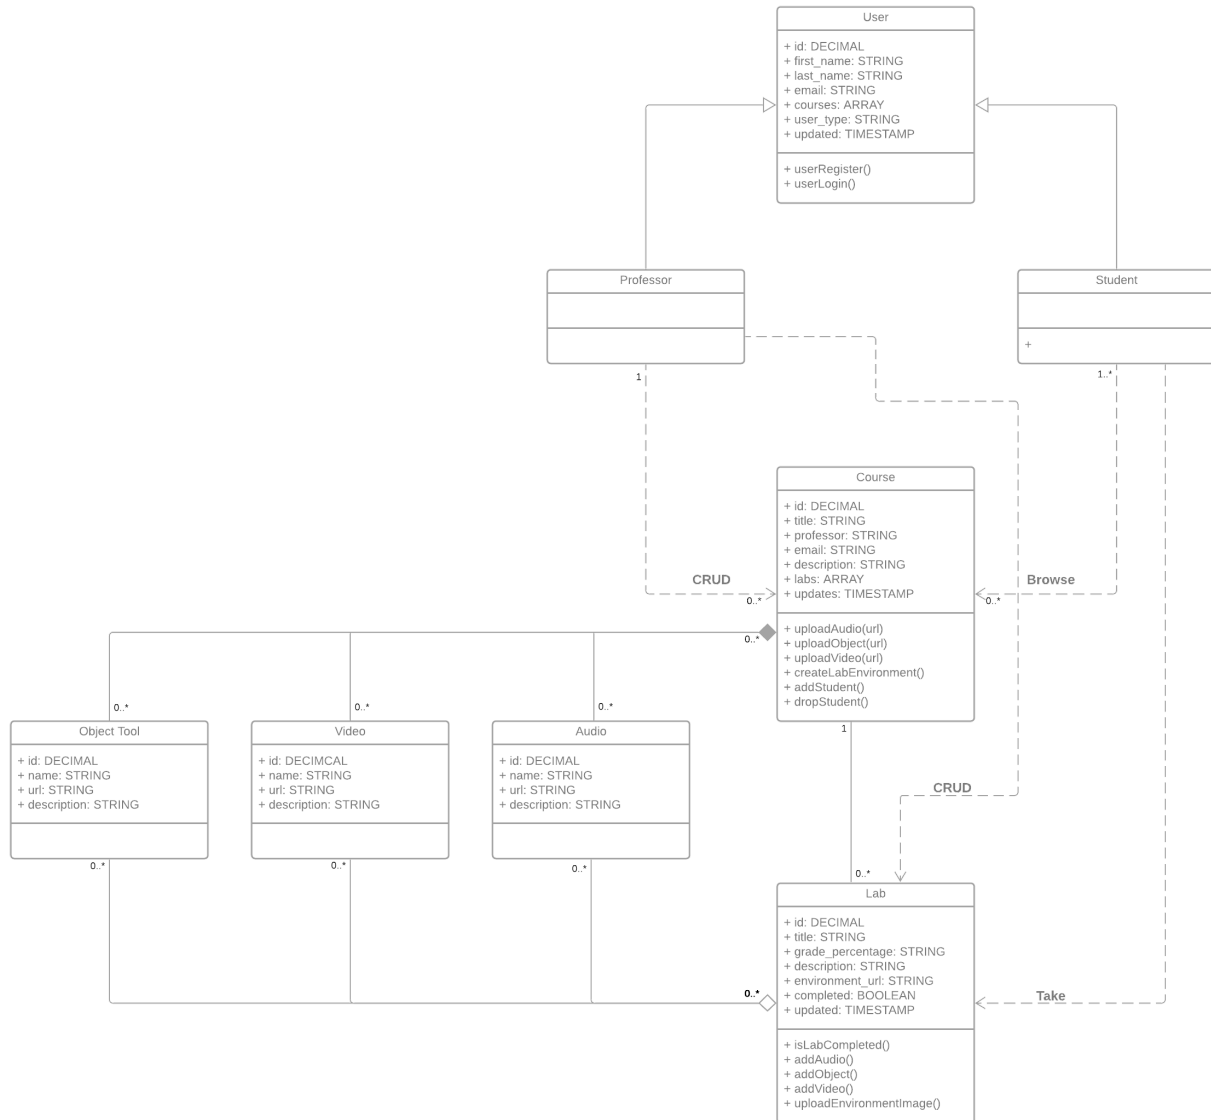 User
+ id: DECIMAL
+ first_name: STRING
+ last_name: STRING
+ email: STRING
+ courses: ARRAY
+ user_type: STRING
+ updated: TIMESTAMP
+ userRegister()
+ userLogin()
Professor
Student
+
1
1..*
Course
+ id: DECIMAL
+ title: STRING
+ professor: STRING
+ email: STRING
+ description: STRING
+ labs: ARRAY
+ updates: TIMESTAMP
CRUD
Browse
0..*
0..*
+ uploadAudio(url)
+ uploadObject(url)
+ uploadVideo(url)
+ createLabEnvironment()
+ addStudent()
+ dropStudent()
0..*
0..*
0..*
0..*
Object Tool
+ id: DECIMAL
+ name: STRING
+ url: STRING
+ description: STRING
Video
+ id: DECIMCAL
+ name: STRING
+ url: STRING
+ description: STRING
Audio
+ id: DECIMAL
+ name: STRING
+ url: STRING
+ description: STRING
1
CRUD
0..*
0..*
0..*
0..*
Lab
+ id: DECIMAL
+ title: STRING
+ grade_percentage: STRING
+ description: STRING
+ environment_url: STRING
+ completed: BOOLEAN
+ updated: TIMESTAMP
0..*
Take
+ isLabCompleted()
+ addAudio()
+ addObject()
+ addVideo()
+ uploadEnvironmentImage()